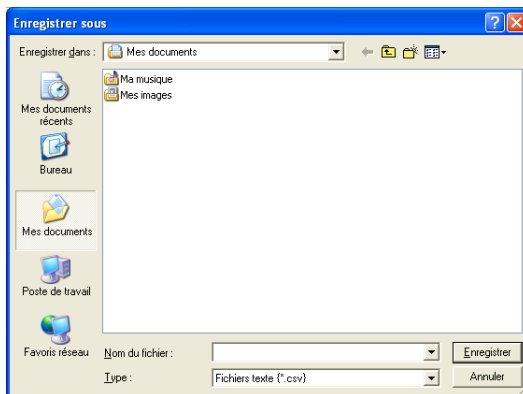 Enregistrer sous
Enregistrer dans : Mes documents
Ma musique
Mes images
Mes documents
récents
Bureau
Mes documents
Poste de travail
Favoris réseau
Nom du fichier : Enregistrer
Type : Fichiers texte (*.csv) Annuler